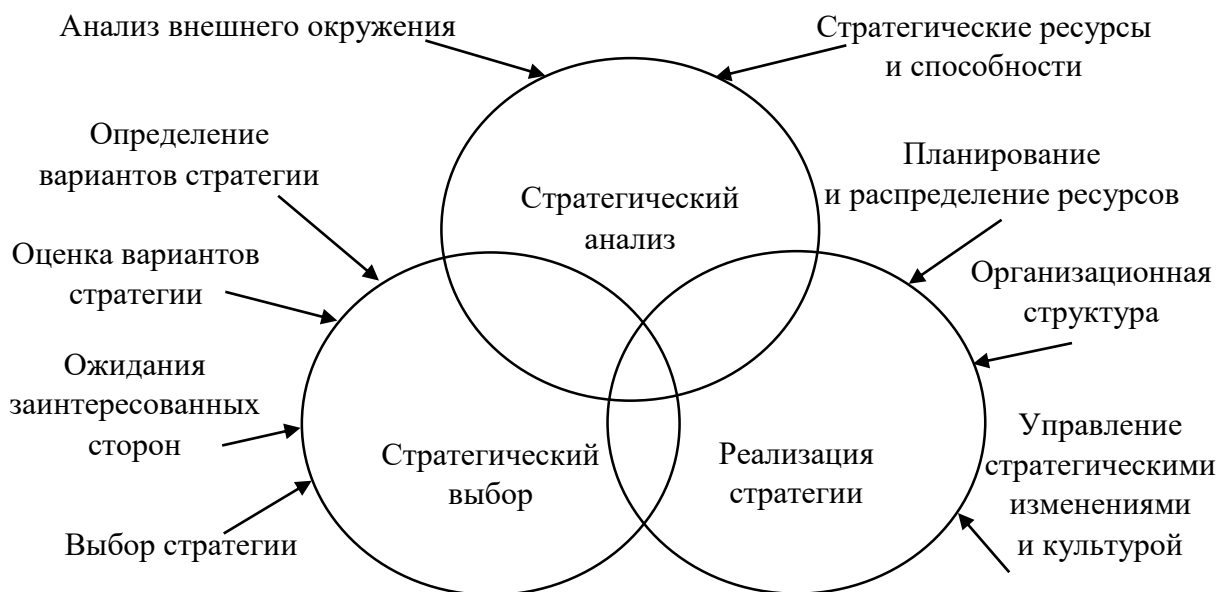 Анализ внешнего окружения
Стратегические ресурсы
и способности
Определение
вариантов стратегии
Планирование
и распределение ресурсов
Стратегический
анализ
Оценка вариантов
стратегии
Организационная
структура
Ожидания
заинтересованных
сторон
Стратегический
выбор
Реализация
стратегии
Управление
стратегическими
изменениями
и культурой
Выбор стратегии